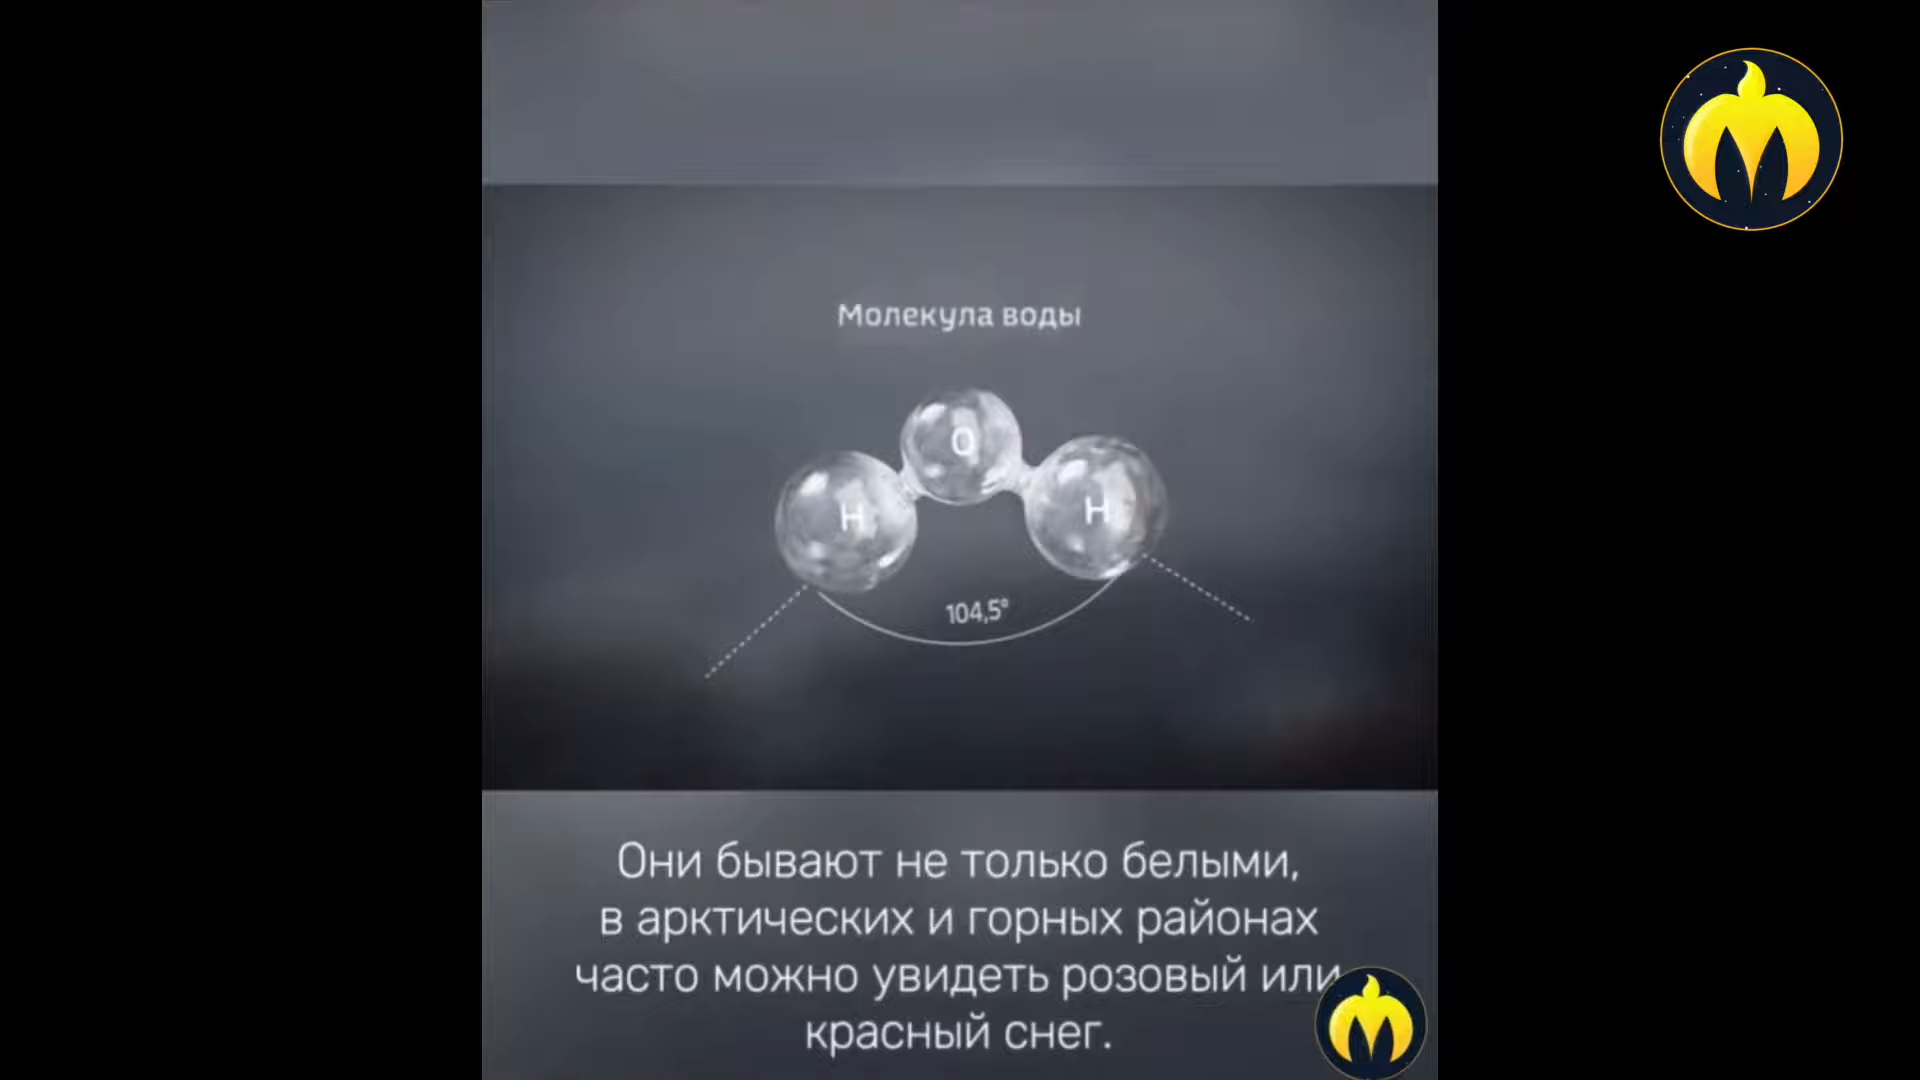 Молекула воды
O
H
H
104,5°
Они бывают не только белыми,
в арктических и горных районах
часто можно увидеть розовый или
красный снег.